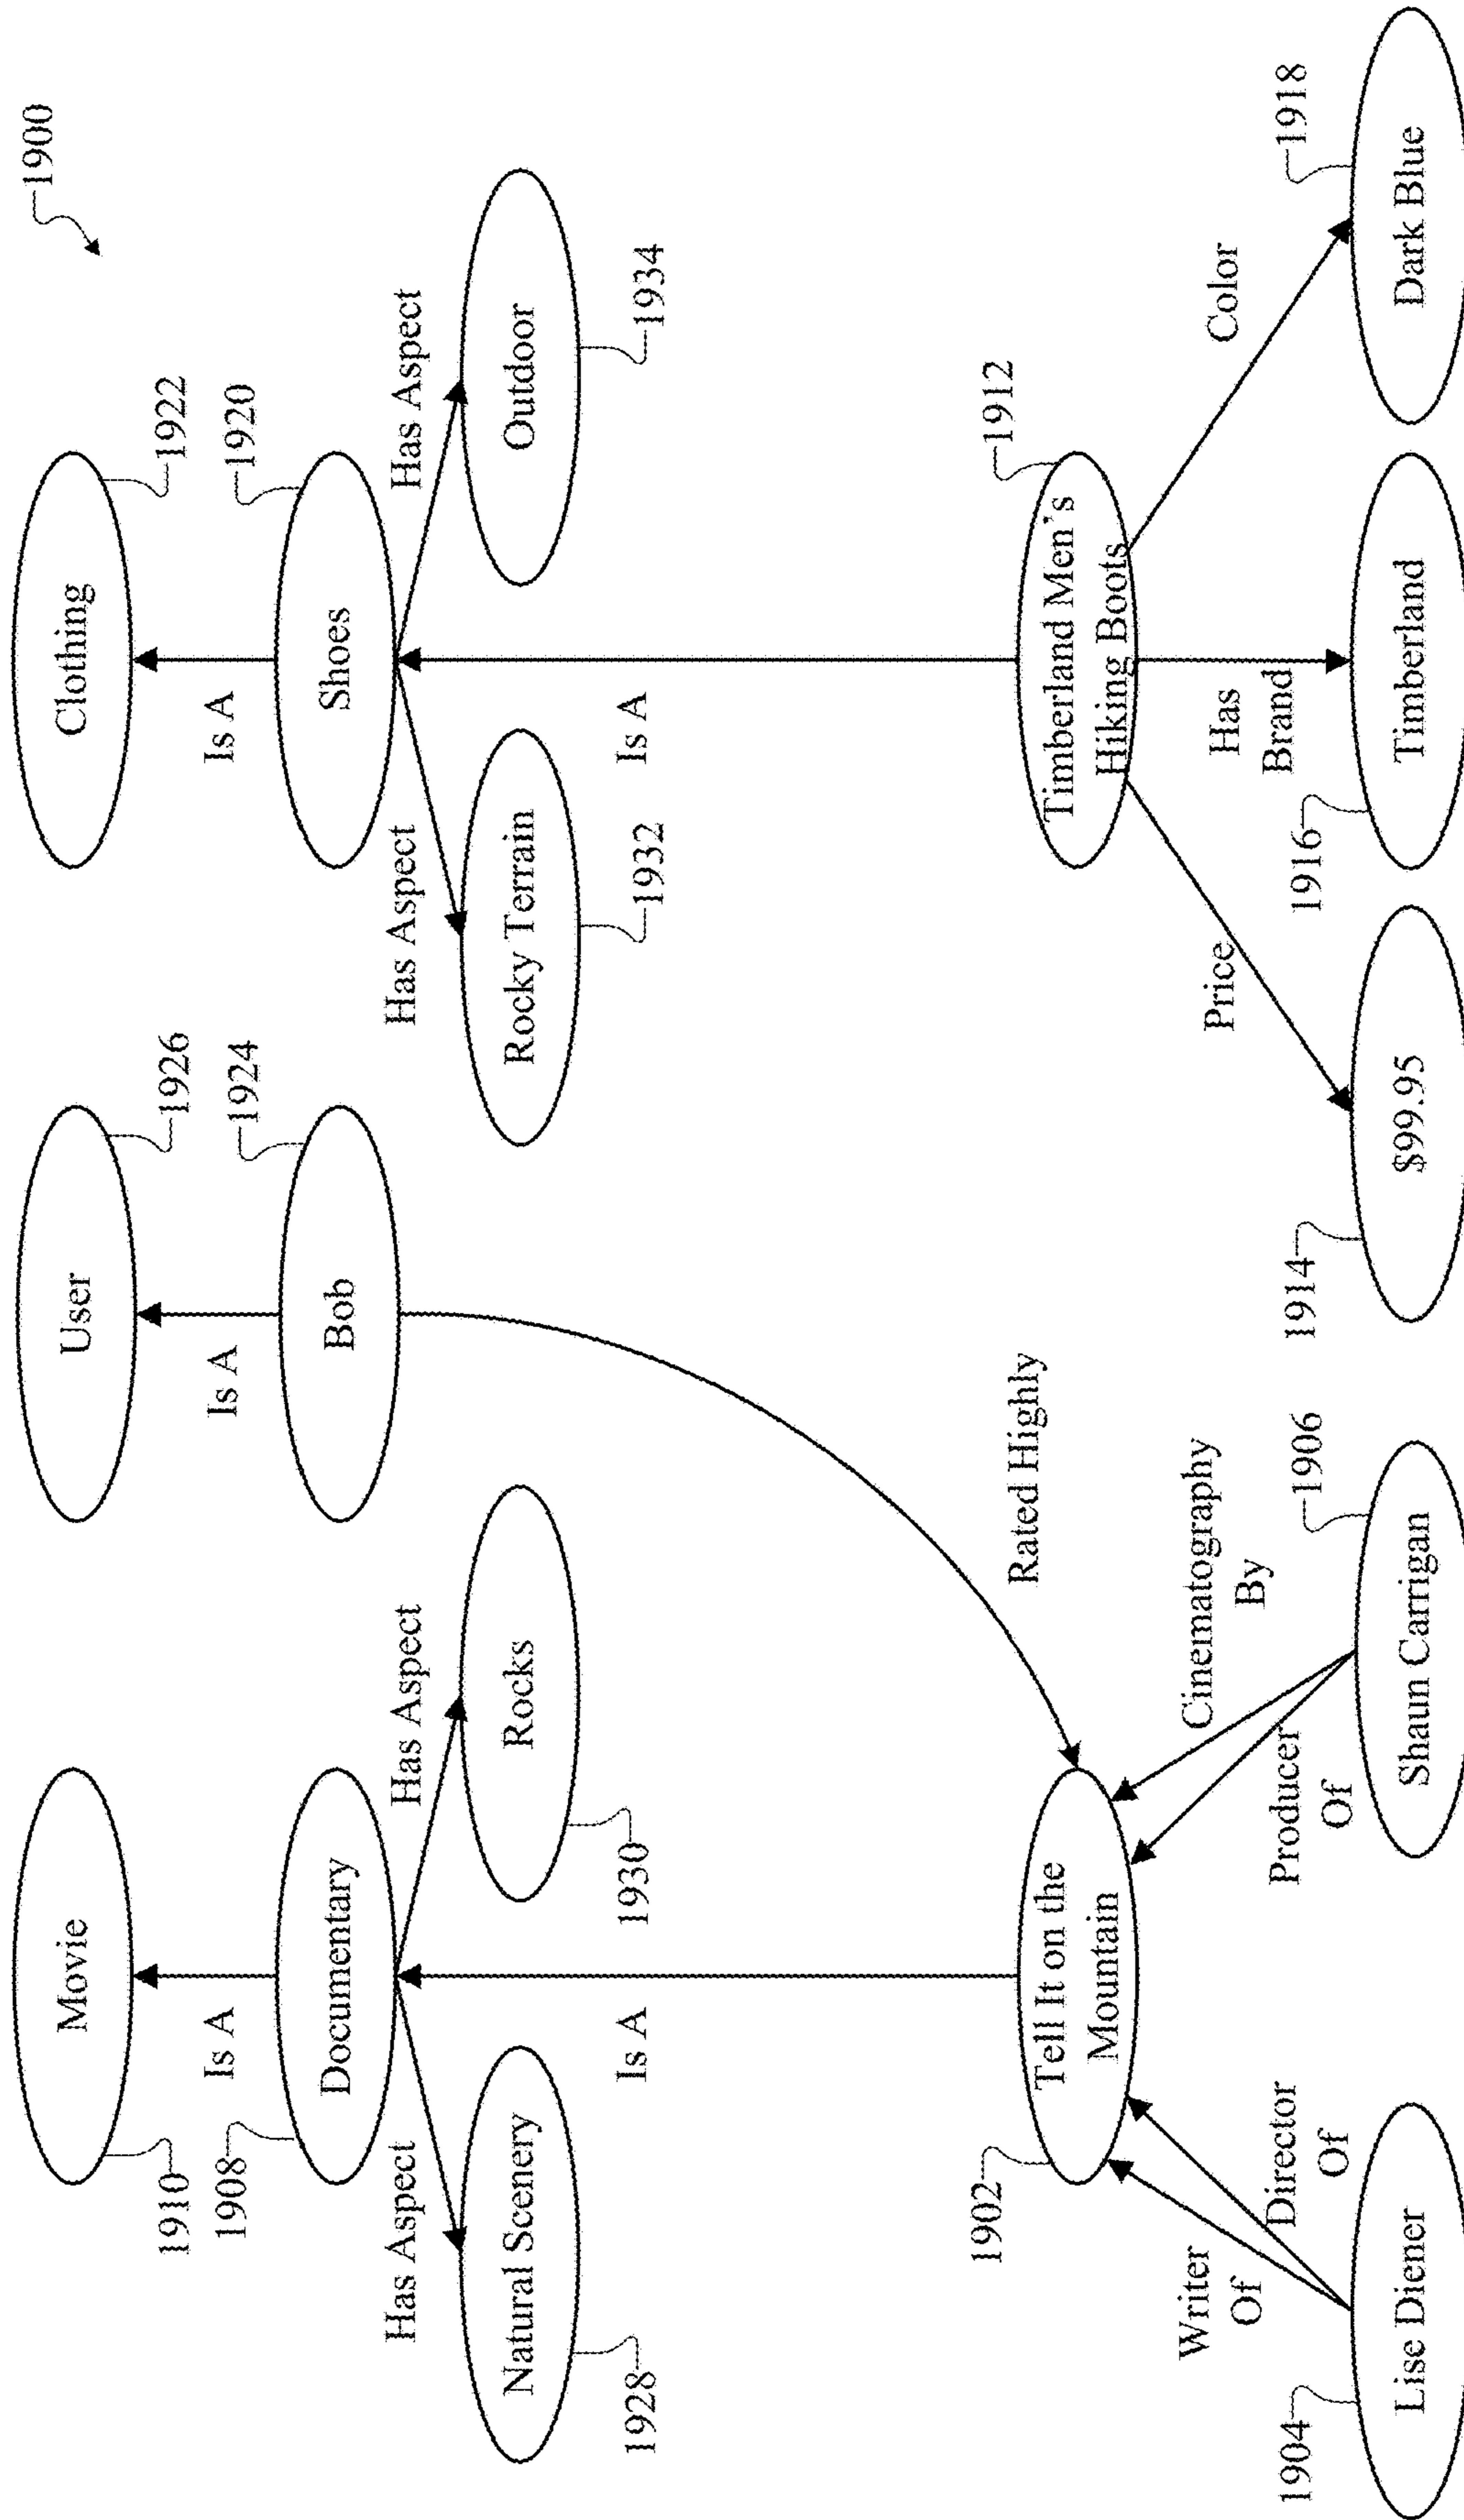 1900
Movie
User
Clothing
1910
Is A
Is A
1926
Is A
1922
1908
Documentary
Bob
1924
Shoes
1920
Has Aspect
Has Aspect
Has Aspect
Has Aspect
Natural Scenery
Rocks
Rocky Terrain
Outdoor
1928
1930
1932
1934
Is A
Is A
1902
Tell It on the
Mountain
Rated Highly
Timberland Men's
Hiking Boots
1912
Writer
Of
Director
Of
Cinematography
By
Producer
Of
Price
Has
Brand
Color
1904
Lise Diener
Shaun Carrigan
1906
1914
$99.95
1916
Timberland
Dark Blue
1918